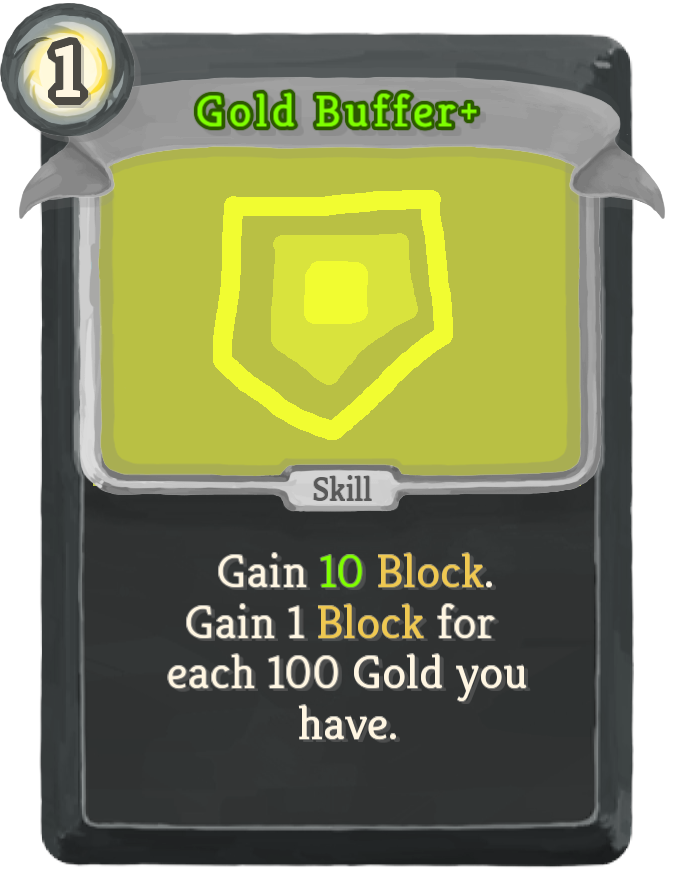 1
Gold Buffer+
Skill
Gain 10 Block.
Gain 1 Block for
each 100 Gold you
have.